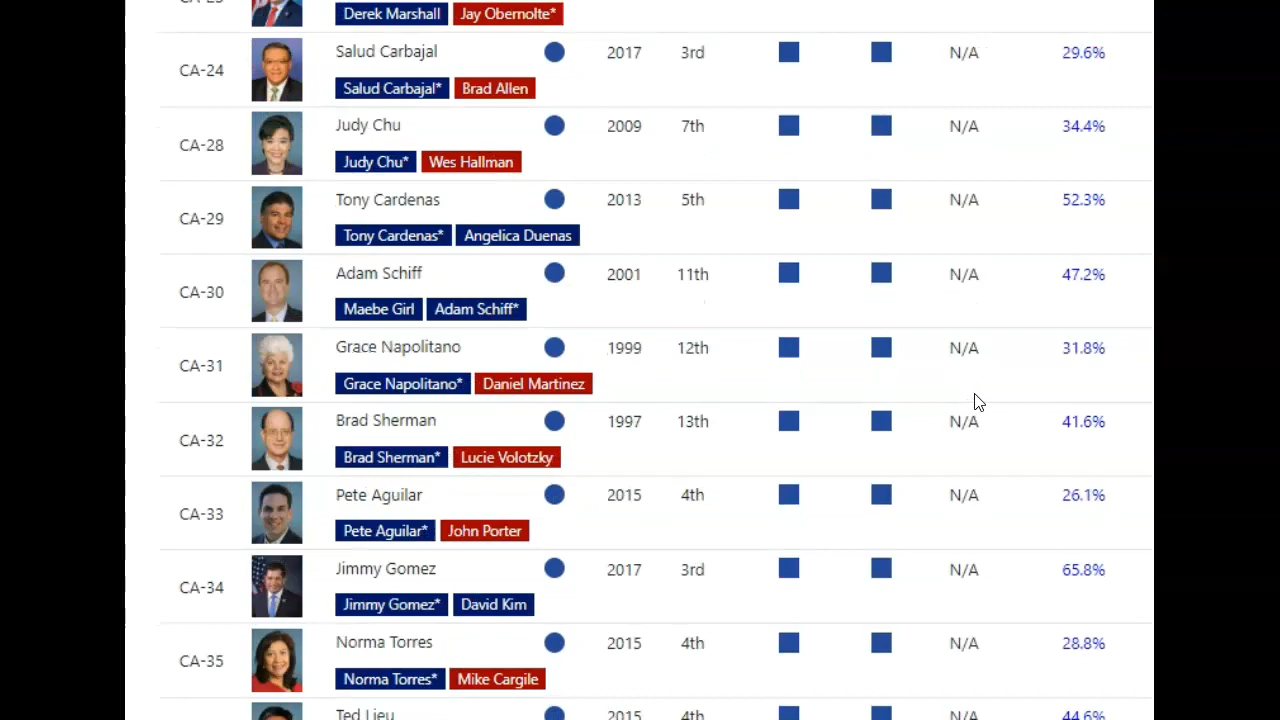 Derek Marshall Jay Obernolte*
CA-24 Salud Carbajal 2017 3rd N/A 29.6%
Salud Carbajal* Brad Allen
CA-28 Judy Chu 2009 7th N/A 34.4%
Judy Chu* Wes Hallman
CA-29 Tony Cardenas 2013 5th N/A 52.3%
Tony Cardenas* Angelica Duenas
CA-30 Adam Schiff 2001 11th N/A 47.2%
Maebe Girl Adam Schiff*
CA-31 Grace Napolitano 1999 12th N/A 31.8%
Grace Napolitano* Daniel Martinez
CA-32 Brad Sherman 1997 13th N/A 41.6%
Brad Sherman* Lucie Volotzky
CA-33 Pete Aguilar 2015 4th N/A 26.1%
Pete Aguilar* John Porter
CA-34 Jimmy Gomez 2017 3rd N/A 65.8%
Jimmy Gomez* David Kim
CA-35 Norma Torres 2015 4th N/A 28.8%
Norma Torres* Mike Cargile
Ted Lieu 2015 4th N/A 44.6%